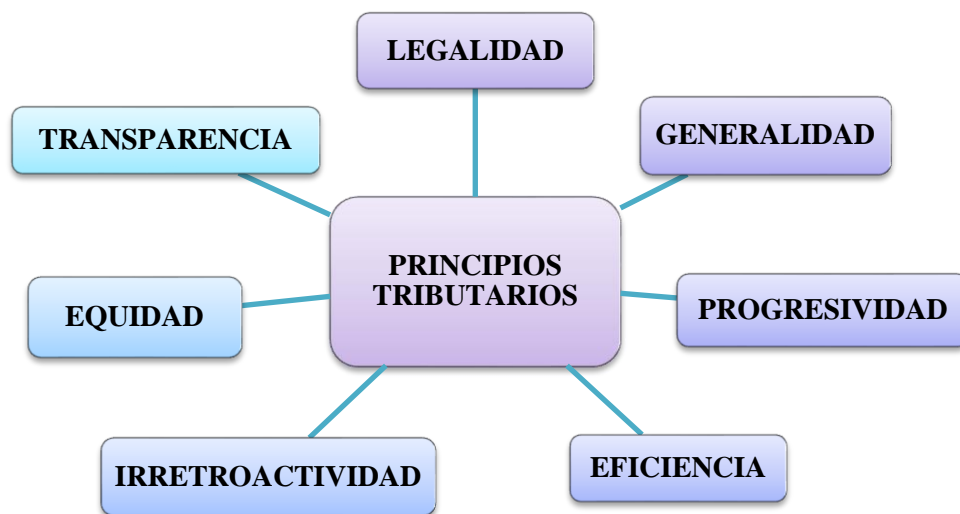 LEGALIDAD
GENERALIDAD
TRANSPARENCIA
PRINCIPIOS
TRIBUTARIOS
PROGRESIVIDAD
EQUIDAD
EFICIENCIA
IRRETROACTIVIDAD